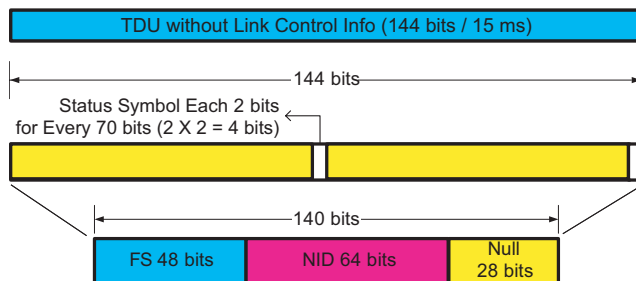 TDU without Link Control Info (144 bits / 15 ms)
144 bits
Status Symbol Each 2 bits
for Every 70 bits (2 X 2 = 4 bits)
140 bits
FS 48 bits
NID 64 bits
Null
28 bits